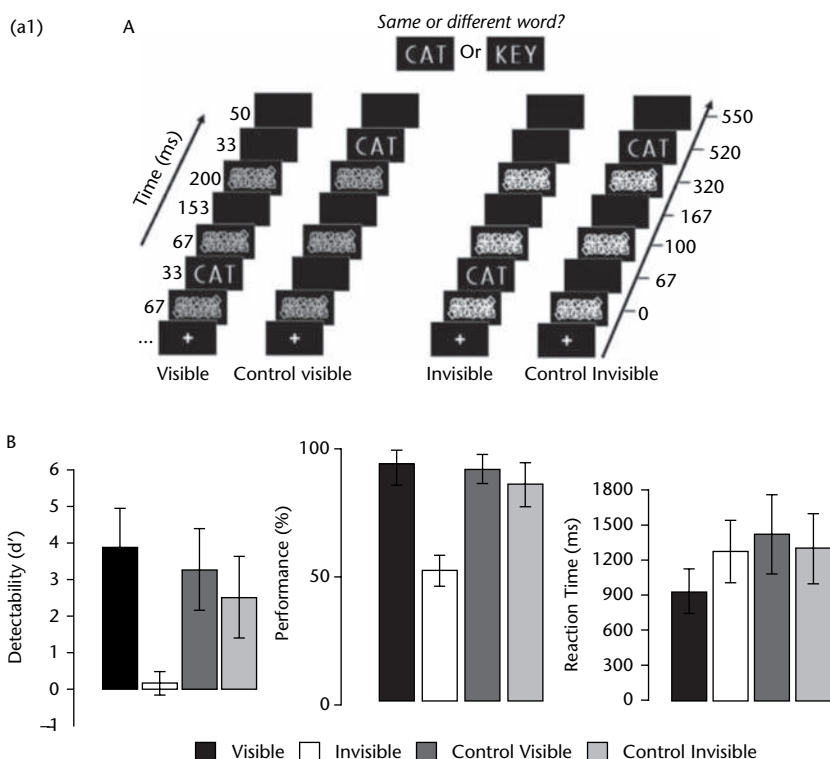 (a1)
A
Same or different word?
CAT Or KEY
Time (ms)
50
33
200
153
67
33
67
...
CAT
CAT
CAT
CAT
+
+
+
+
550
520
320
167
100
67
0
Visible
Control visible
Invisible
Control Invisible
B
Detectability (d′)
6
5
4
3
2
1
0
–1
Performance (%)
100
50
0
Reaction Time (ms)
1800
1500
1200
900
600
300
0
Visible
Invisible
Control Visible
Control Invisible